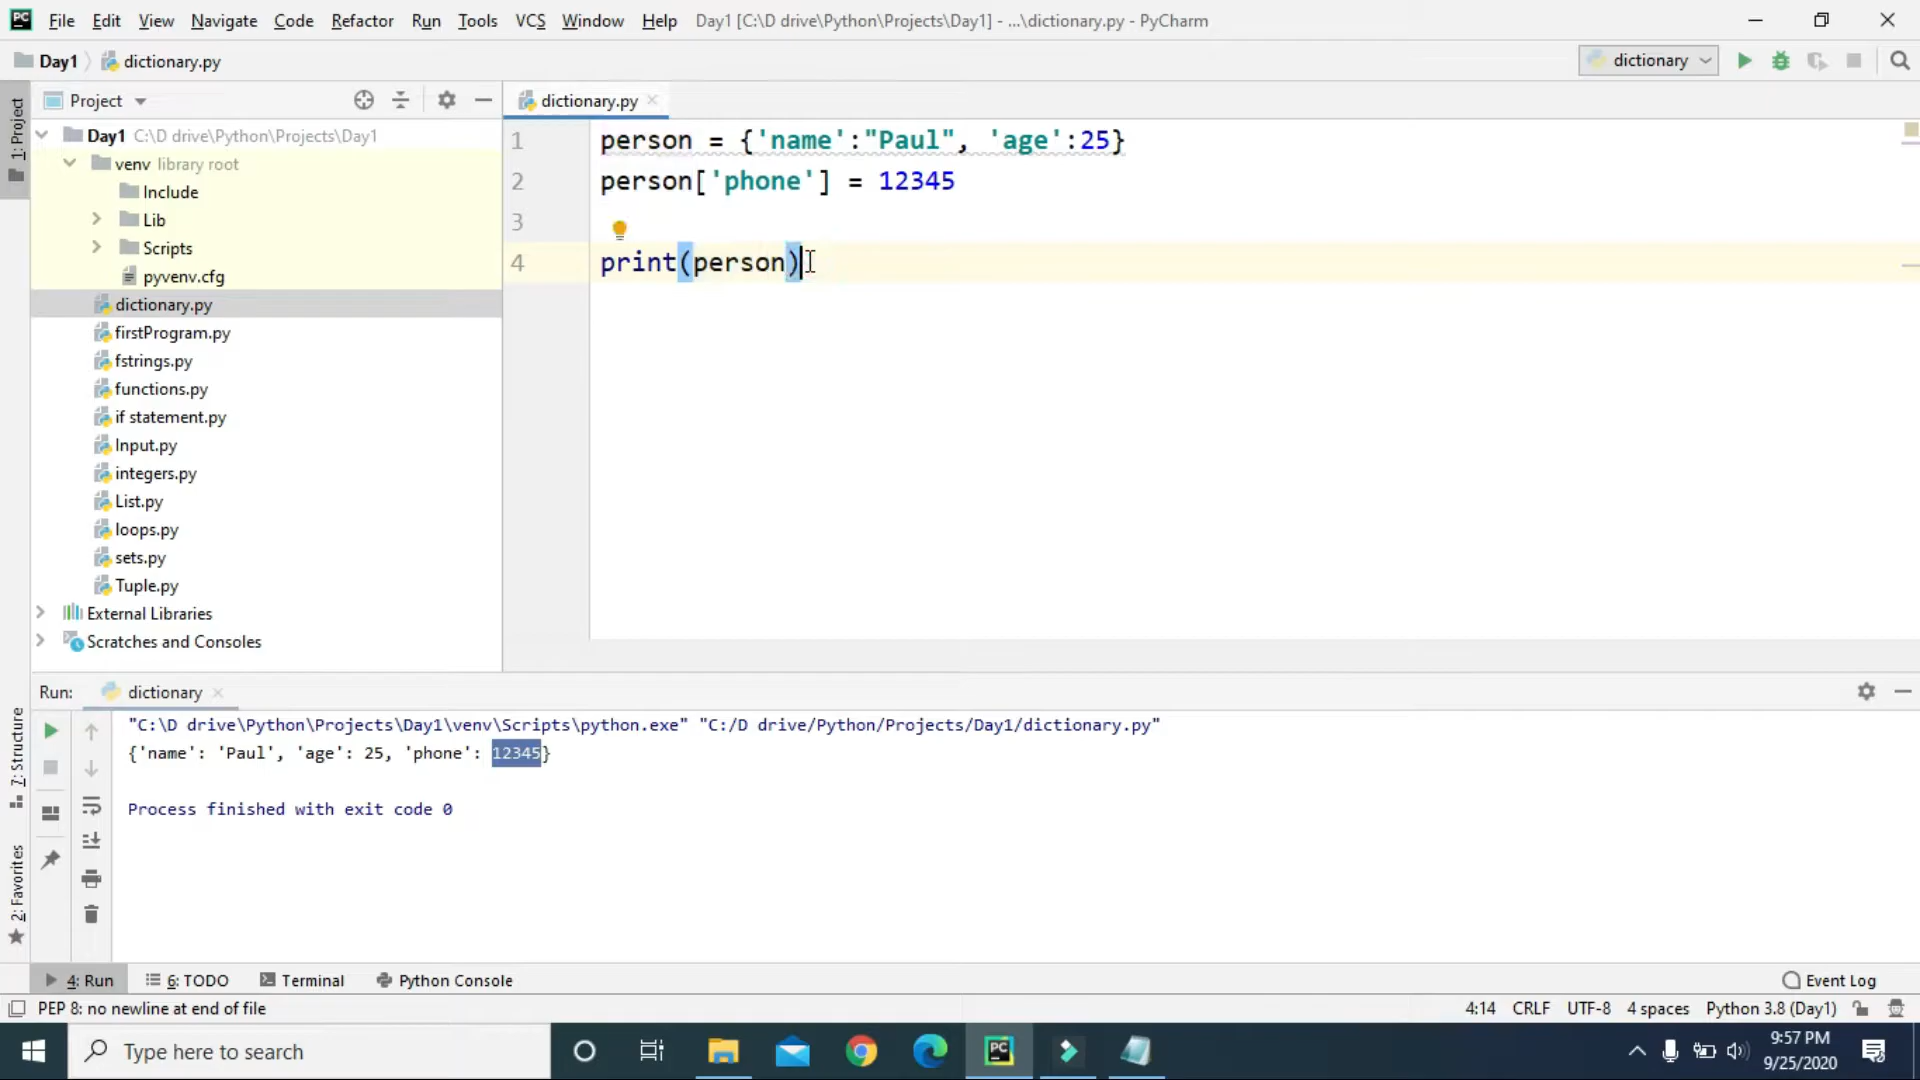 File Edit View Navigate Code Refactor Run Tools VCS Window Help Day1 [C:\D drive\Python\Projects\Day1] - ...\dictionary.py - PyCharm
Day1 dictionary.py
dictionary
1: Project
Project
dictionary.py
Day1 C:\D drive\Python\Projects\Day1
venv library root
Include
Lib
Scripts
pyvenv.cfg
dictionary.py
firstProgram.py
fstrings.py
functions.py
if statement.py
Input.py
integers.py
List.py
loops.py
sets.py
Tuple.py
External Libraries
Scratches and Consoles
1 person = {'name':"Paul", 'age':25}
2 person['phone'] = 12345
3
4 print(person)
Run: dictionary
"C:\D drive\Python\Projects\Day1\venv\Scripts\python.exe" "C:/D drive/Python/Projects/Day1/dictionary.py"
{'name': 'Paul', 'age': 25, 'phone': 12345}
Process finished with exit code 0
7: Structure
2: Favorites
4: Run 6: TODO Terminal Python Console Event Log
PEP 8: no newline at end of file 4:14 CRLF UTF-8 4 spaces Python 3.8 (Day1)
Type here to search
9:57 PM
9/25/2020